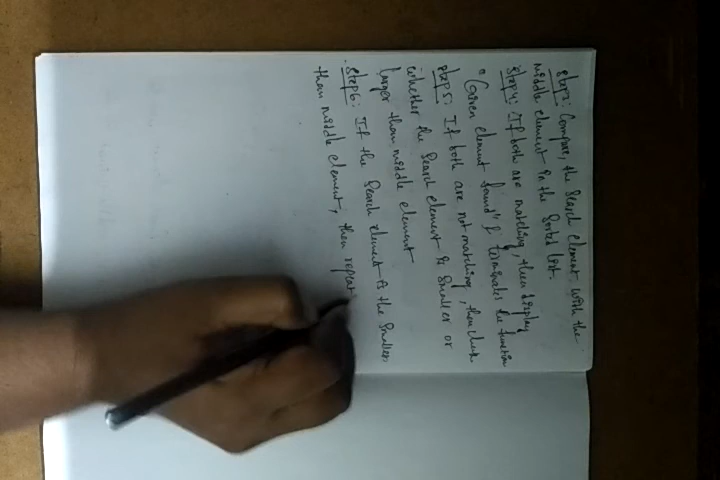 Step3: Compare, the Search element with the
middle element in the Sorted list.
Step4: If both are matching, then display
"Given element found" & terminates the function
Step5: If both are not matching, then check
whether the Search element is Smaller or
larger than middle element
Step6: If the Search element is the Smaller
than middle element, then repeat